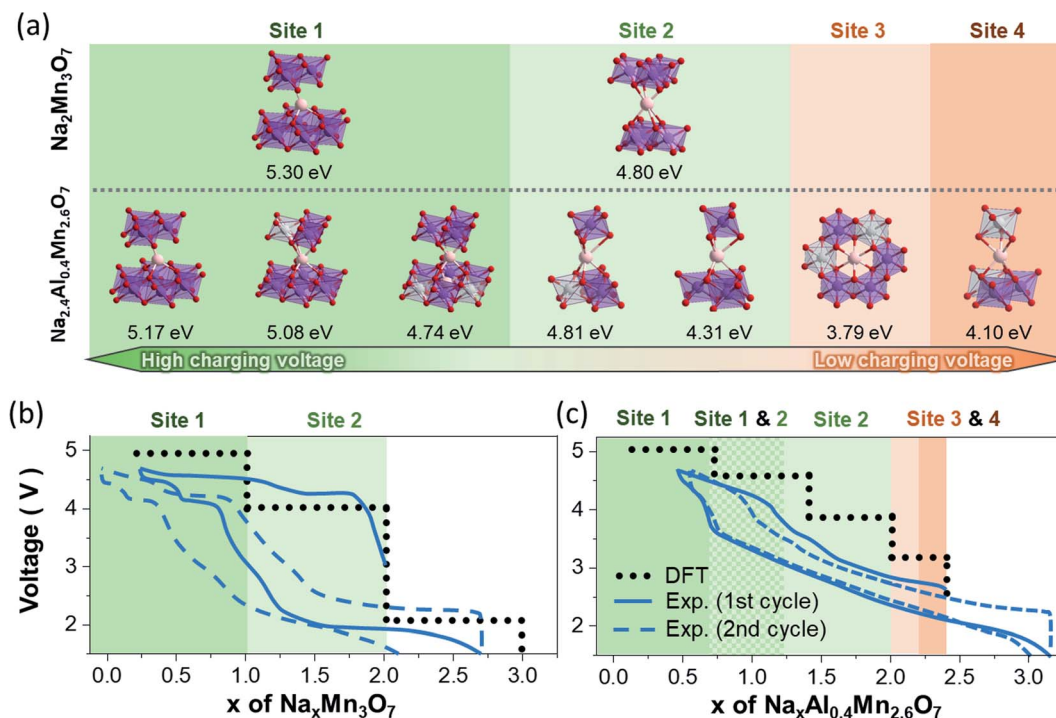 (a)
Site 1 Site 2 Site 3 Site 4
Na₂Mn₃O₇
5.30 eV 4.80 eV
Na₂.₄Al₀.₄Mn₂.₆O₇
5.17 eV 5.08 eV 4.74 eV 4.81 eV 4.31 eV 3.79 eV 4.10 eV
High charging voltage Low charging voltage
(b)
Site 1 Site 2
5
4
3
2
Voltage ( V )
0.0 0.5 1.0 1.5 2.0 2.5 3.0
x of NaₓMn₃O₇
(c)
Site 1 Site 1 & 2 Site 2 Site 3 & 4
5
4
3
2
DFT
Exp. (1st cycle)
Exp. (2nd cycle)
0.0 0.5 1.0 1.5 2.0 2.5 3.0
x of NaₓAl₀.₄Mn₂.₆O₇